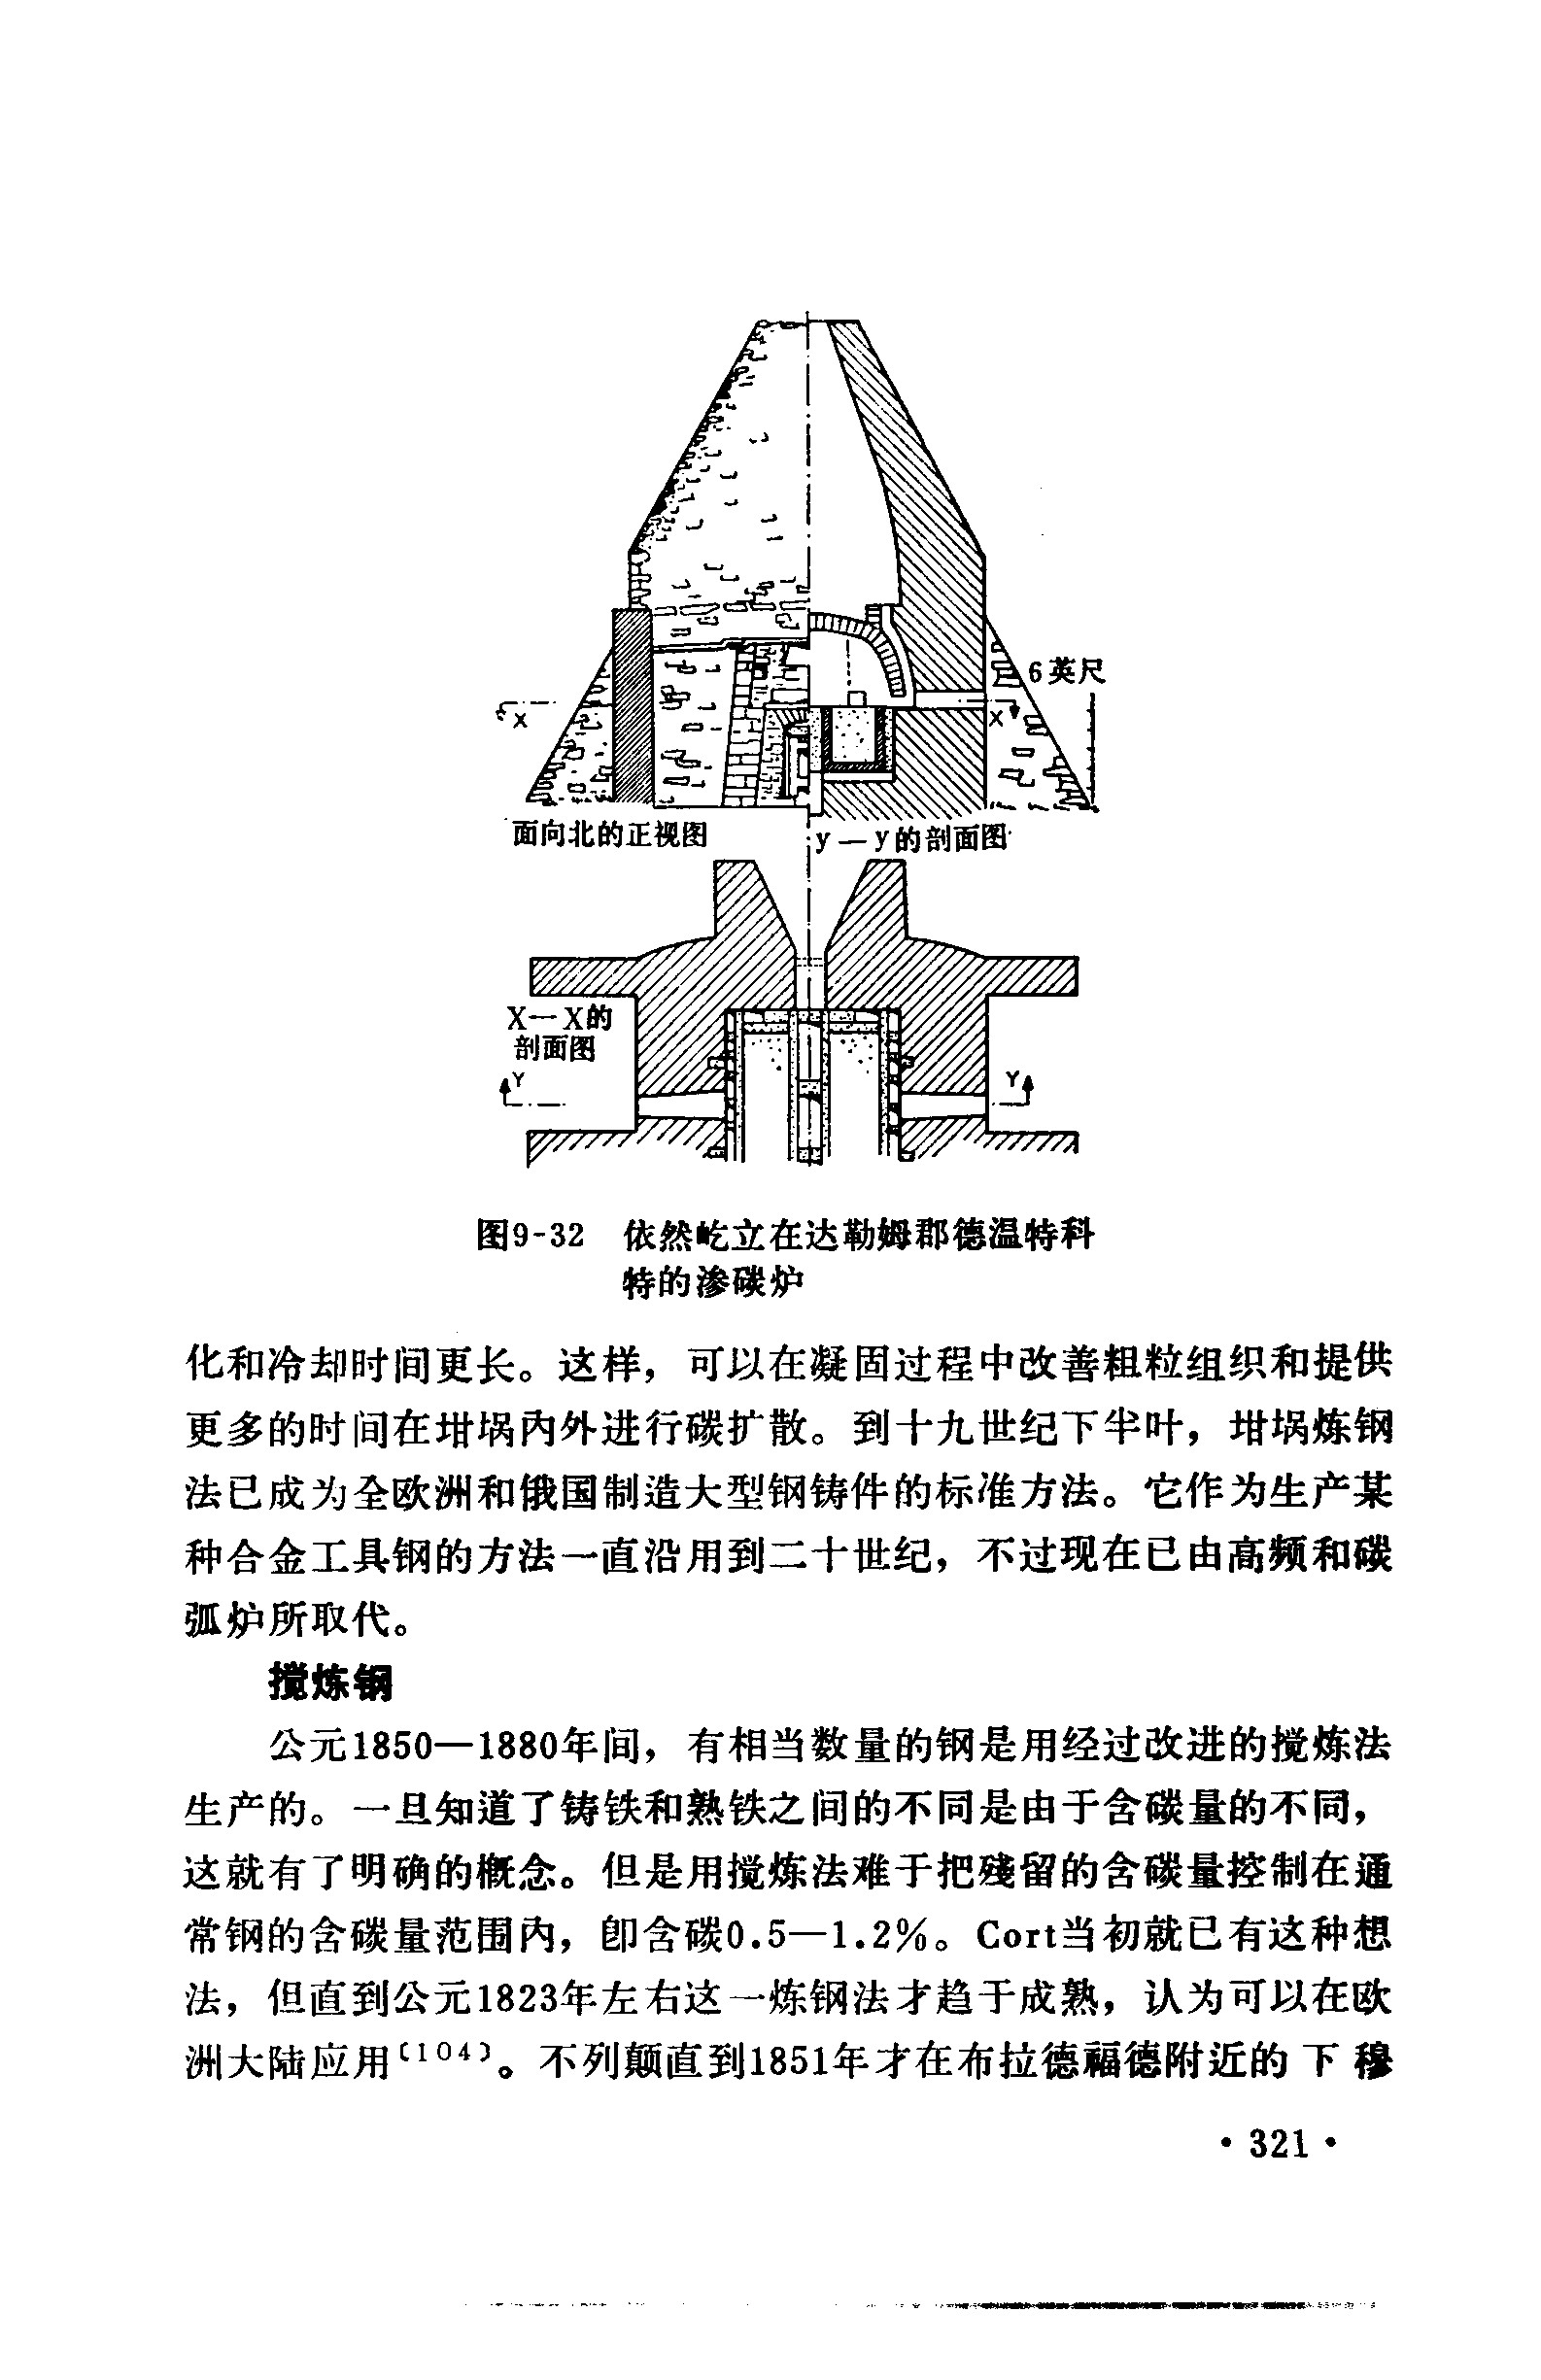 6英尺
X
X
面向北的正视图
y—y的剖面图
X—X的
剖面图
Y
Y
图9-32 依然屹立在达勒姆郡德温特科
特的渗碳炉
化和冷却时间更长。这样，可以在凝固过程中改善粗粒组织和提供
更多的时间在坩埚内外进行碳扩散。到十九世纪下半叶，坩埚炼钢
法已成为全欧洲和俄国制造大型钢铸件的标准方法。它作为生产某
种合金工具钢的方法一直沿用到二十世纪，不过现在已由高频和碳
弧炉所取代。
搅炼钢
公元1850—1880年间，有相当数量的钢是用经过改进的搅炼法
生产的。一旦知道了铸铁和熟铁之间的不同是由于含碳量的不同，
这就有了明确的概念。但是用搅炼法难于把残留的含碳量控制在通
常钢的含碳量范围内，即含碳0.5—1.2%。Cort当初就已有这种想
法，但直到公元1823年左右这一炼钢法才趋于成熟，认为可以在欧
洲大陆应用〔104〕。不列颠直到1851年才在布拉德福德附近的下穆
·321·